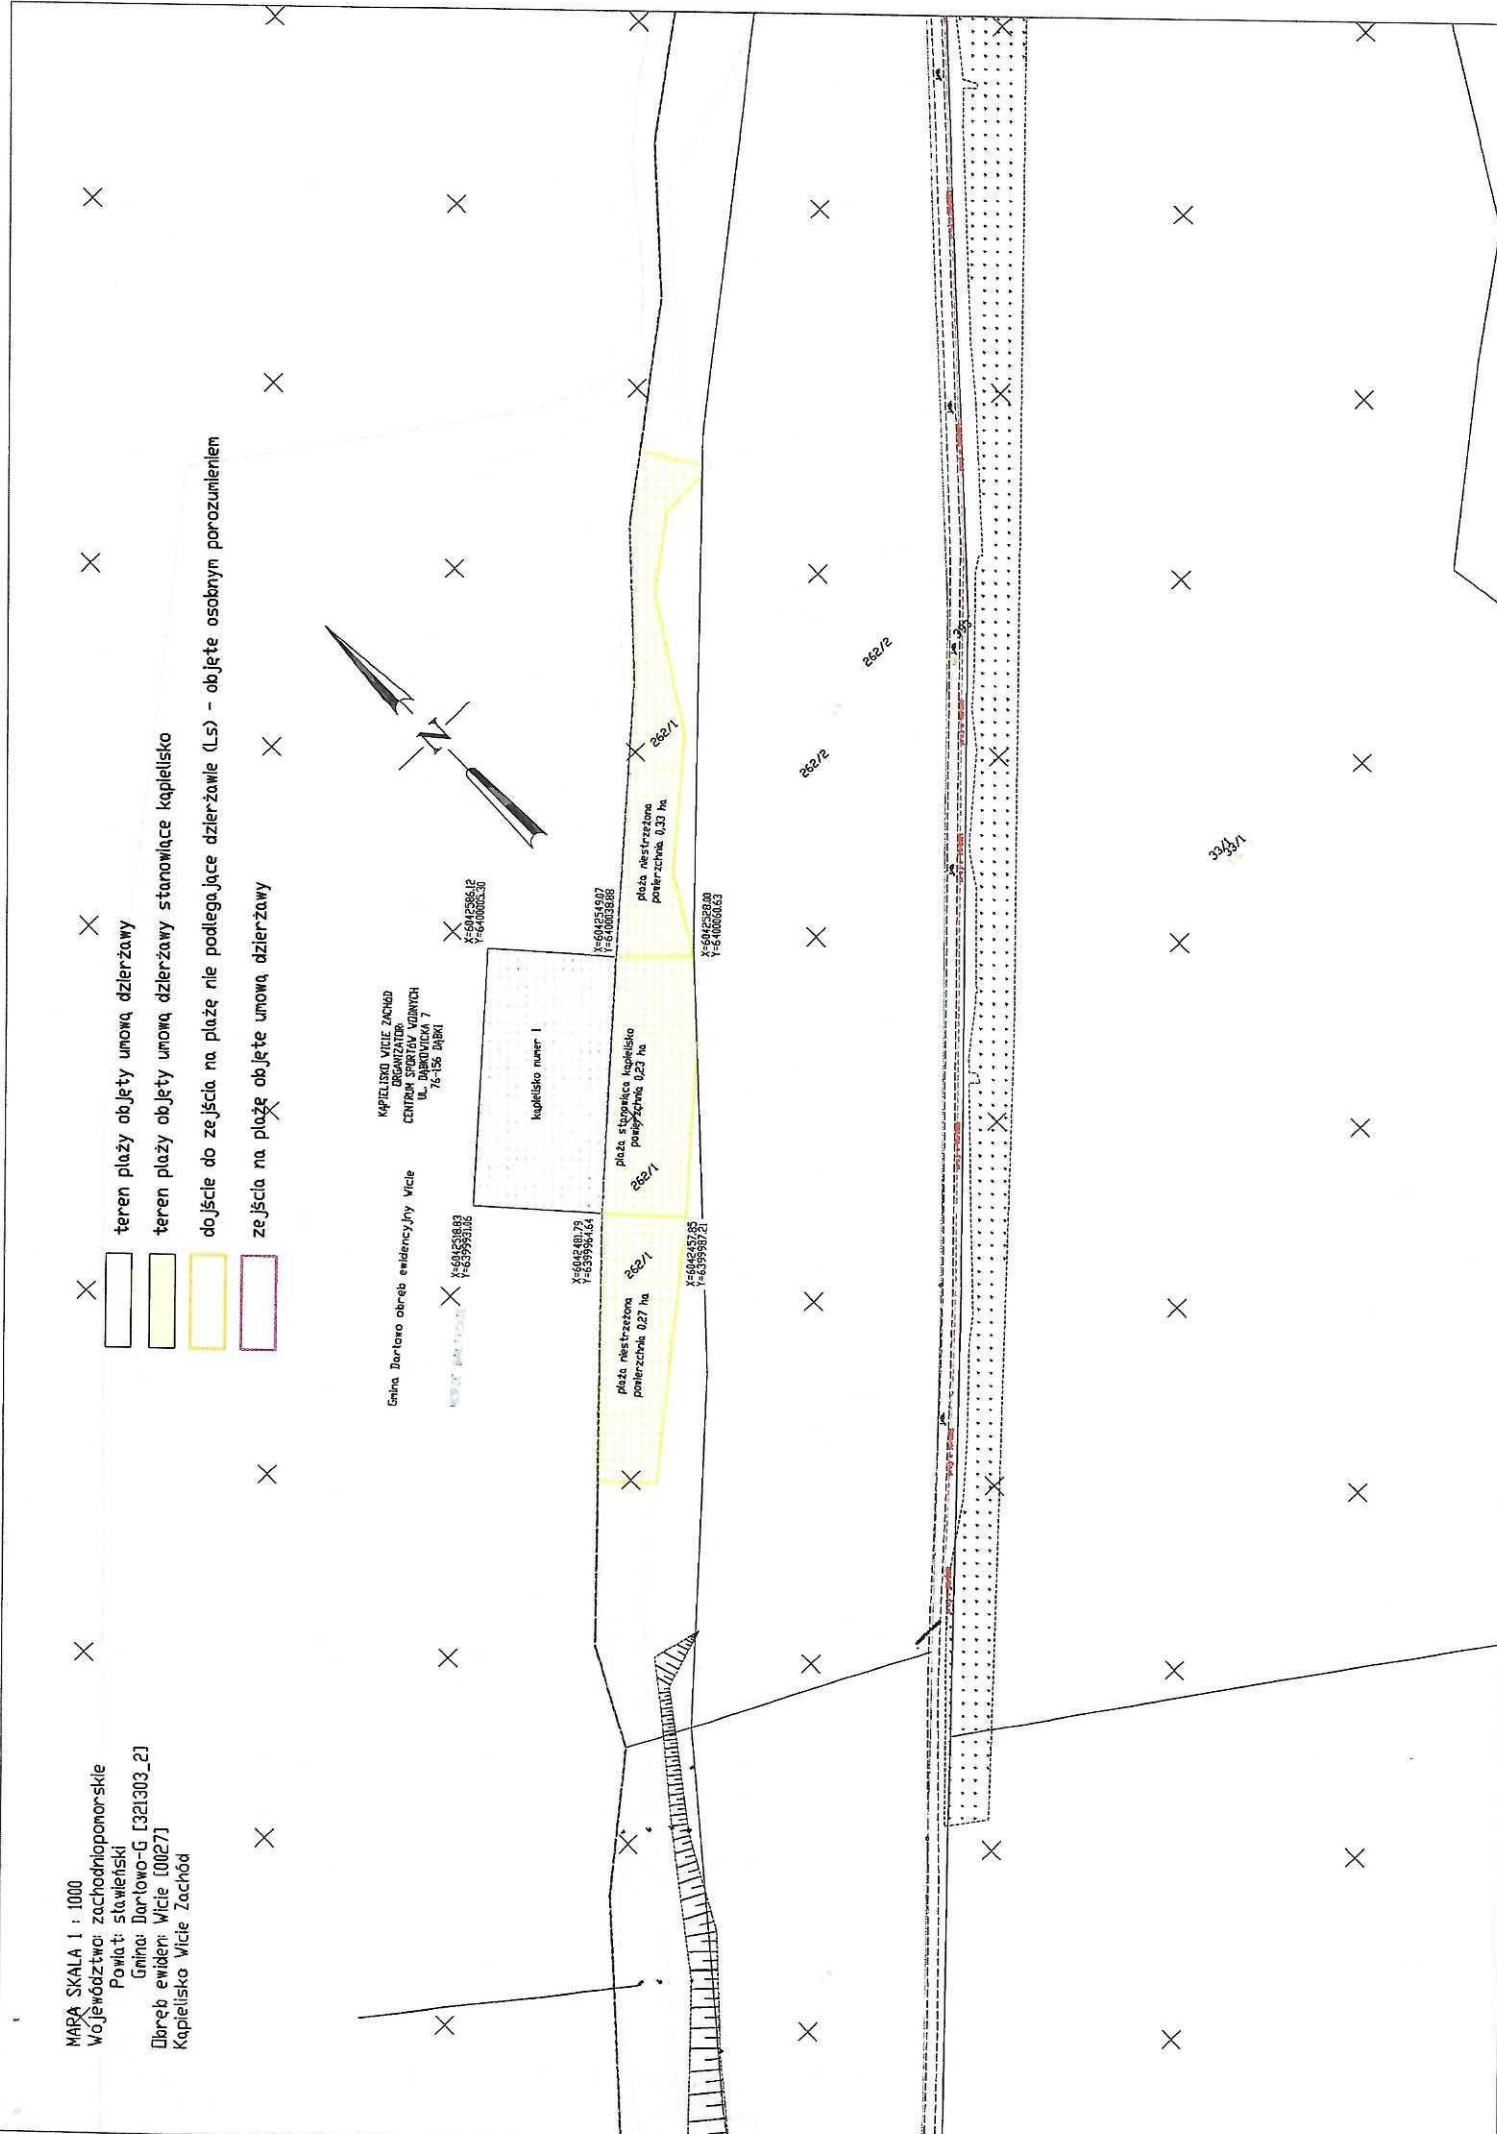 MAPA SKALA 1 : 1000
Województwo: zachodniopomorskie
Powiat: sławieński
Gmina: Darłowo-G [321303_2]
Obręb ewiden: Wicie [0027]
Kąpielisko Wicie Zachód
teren plaży objęty umową dzierżawy
teren plaży objęty umową dzierżawy stanowiące kąpielisko
dojście do zejścia na plażę nie podlegające dzierżawie (Ls) - objęte osobnym porozumieniem
zejścia na plażę objęte umową dzierżawy
Gmina Darłowo obręb ewidencyjny Wicie
KĄPIELISKO WICIE ZACHÓD
ORGANIZATOR:
CENTRUM SPORTÓW WODNYCH
UL. DĄBKOWICKA 7
76-156 DĄBKI
N
X=6042518.83
Y=6399931.06
X=6042586.12
Y=6400005.30
kąpielisko numer 1
X=6042481.79
Y=6399964.64
X=6042549.07
Y=6400038.88
plaża niestrzeżona
powierzchnia 0,27 ha
262/1
plaża stanowiąca kąpielisko
powierzchnia 0,23 ha
262/1
plaża niestrzeżona
powierzchnia 0,33 ha
262/1
X=6042457.85
Y=6399987.21
X=6042528.00
Y=6400060.63
262/2
262/2
395
33/1
33/1